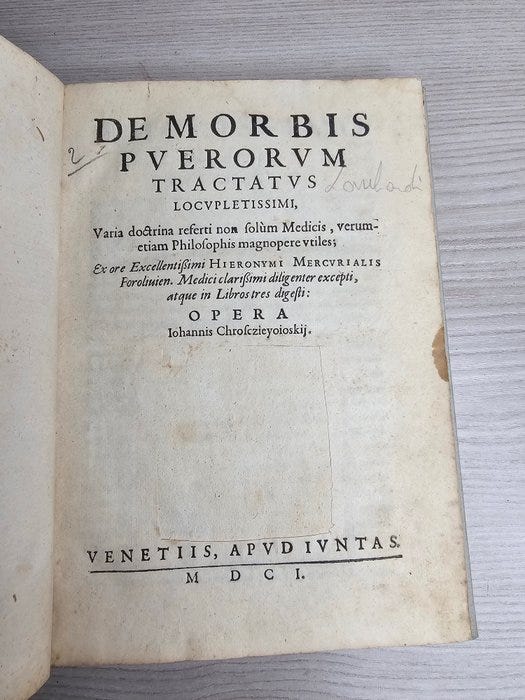 DE MORBIS
PVERORVM
TRACTATVS
LOCVPLETISSIMI,
Varia doctrina referti non solùm Medicis, verum-
etiam Philosophis magnopere vtiles;
Ex ore Excellentißimi HIERONYMI MERCVRIALIS
Foroliuien. Medici clarißimi diligenter excepti,
atque in Libros tres digesti:
OPERA
Iohannis Chrosczieyoioskij.
VENETIIS, APVD IVNTAS.
M D C I.
2